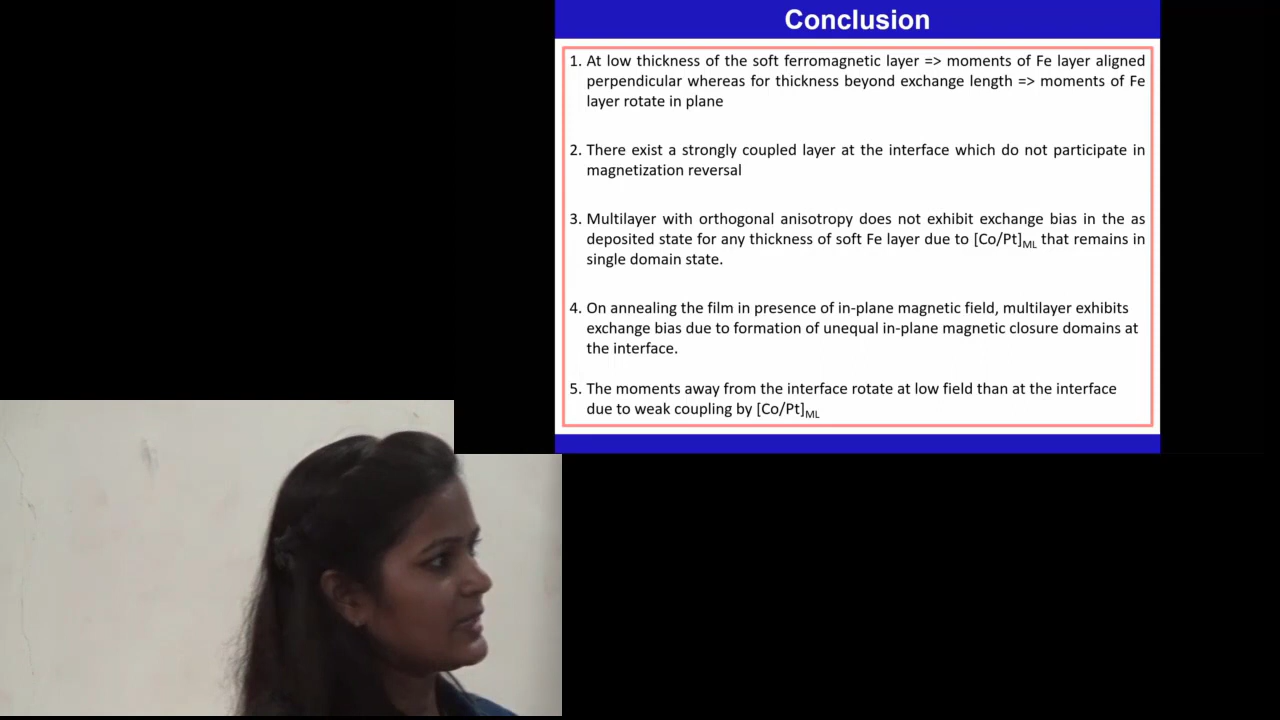 Conclusion
1. At low thickness of the soft ferromagnetic layer => moments of Fe layer aligned
perpendicular whereas for thickness beyond exchange length => moments of Fe
layer rotate in plane
2. There exist a strongly coupled layer at the interface which do not participate in
magnetization reversal
3. Multilayer with orthogonal anisotropy does not exhibit exchange bias in the as
deposited state for any thickness of soft Fe layer due to [Co/Pt]ML that remains in
single domain state.
4. On annealing the film in presence of in-plane magnetic field, multilayer exhibits
exchange bias due to formation of unequal in-plane magnetic closure domains at
the interface.
5. The moments away from the interface rotate at low field than at the interface
due to weak coupling by [Co/Pt]ML